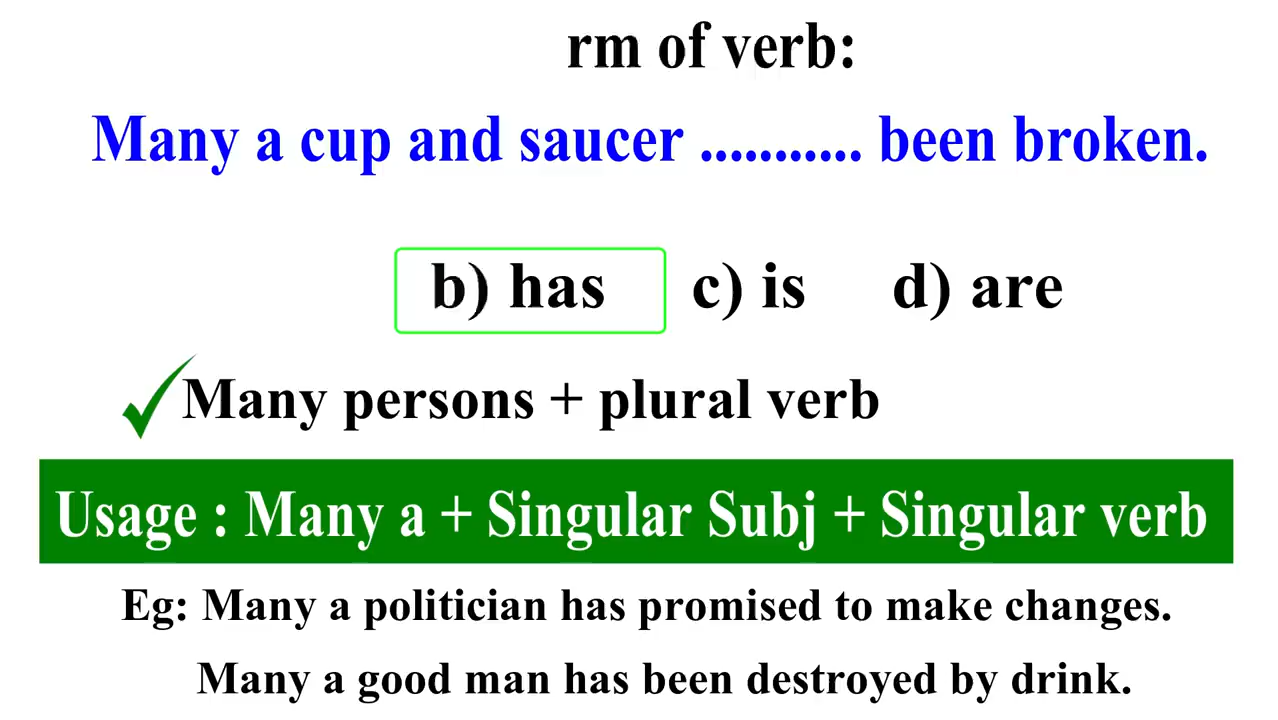 rm of verb:
Many a cup and saucer ........... been broken.
b) has c) is d) are
Many persons + plural verb
Usage : Many a + Singular Subj + Singular verb
Eg: Many a politician has promised to make changes.
Many a good man has been destroyed by drink.